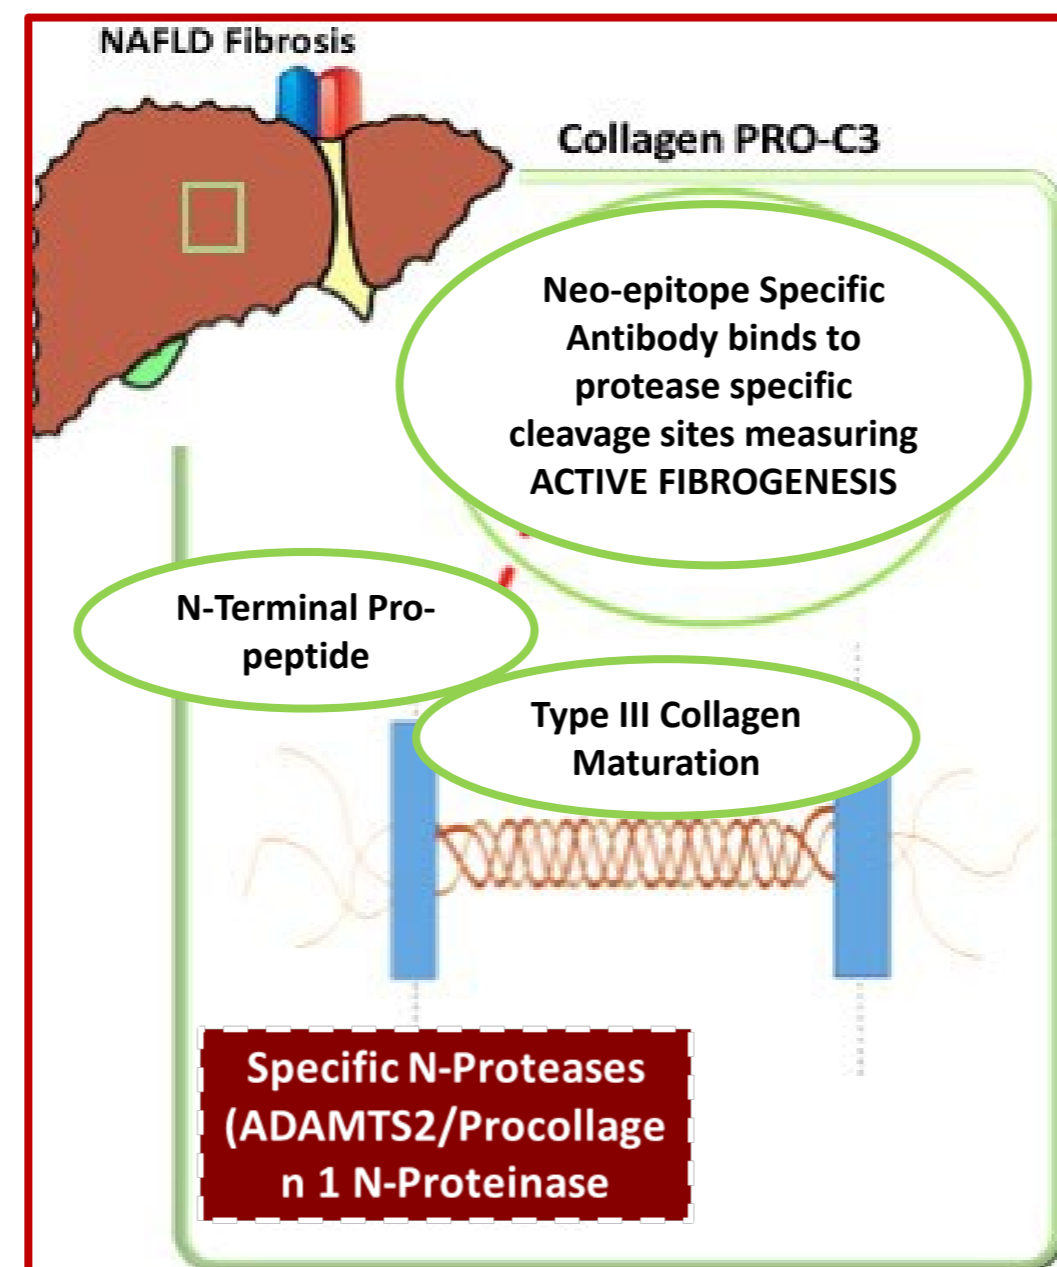 NAFLD Fibrosis
Collagen PRO-C3
Neo-epitope Specific
Antibody binds to
protease specific
cleavage sites measuring
ACTIVE FIBROGENESIS
N-Terminal Pro-
peptide
Type III Collagen
Maturation
Specific N-Proteases
(ADAMTS2/Procollage
n 1 N-Proteinase